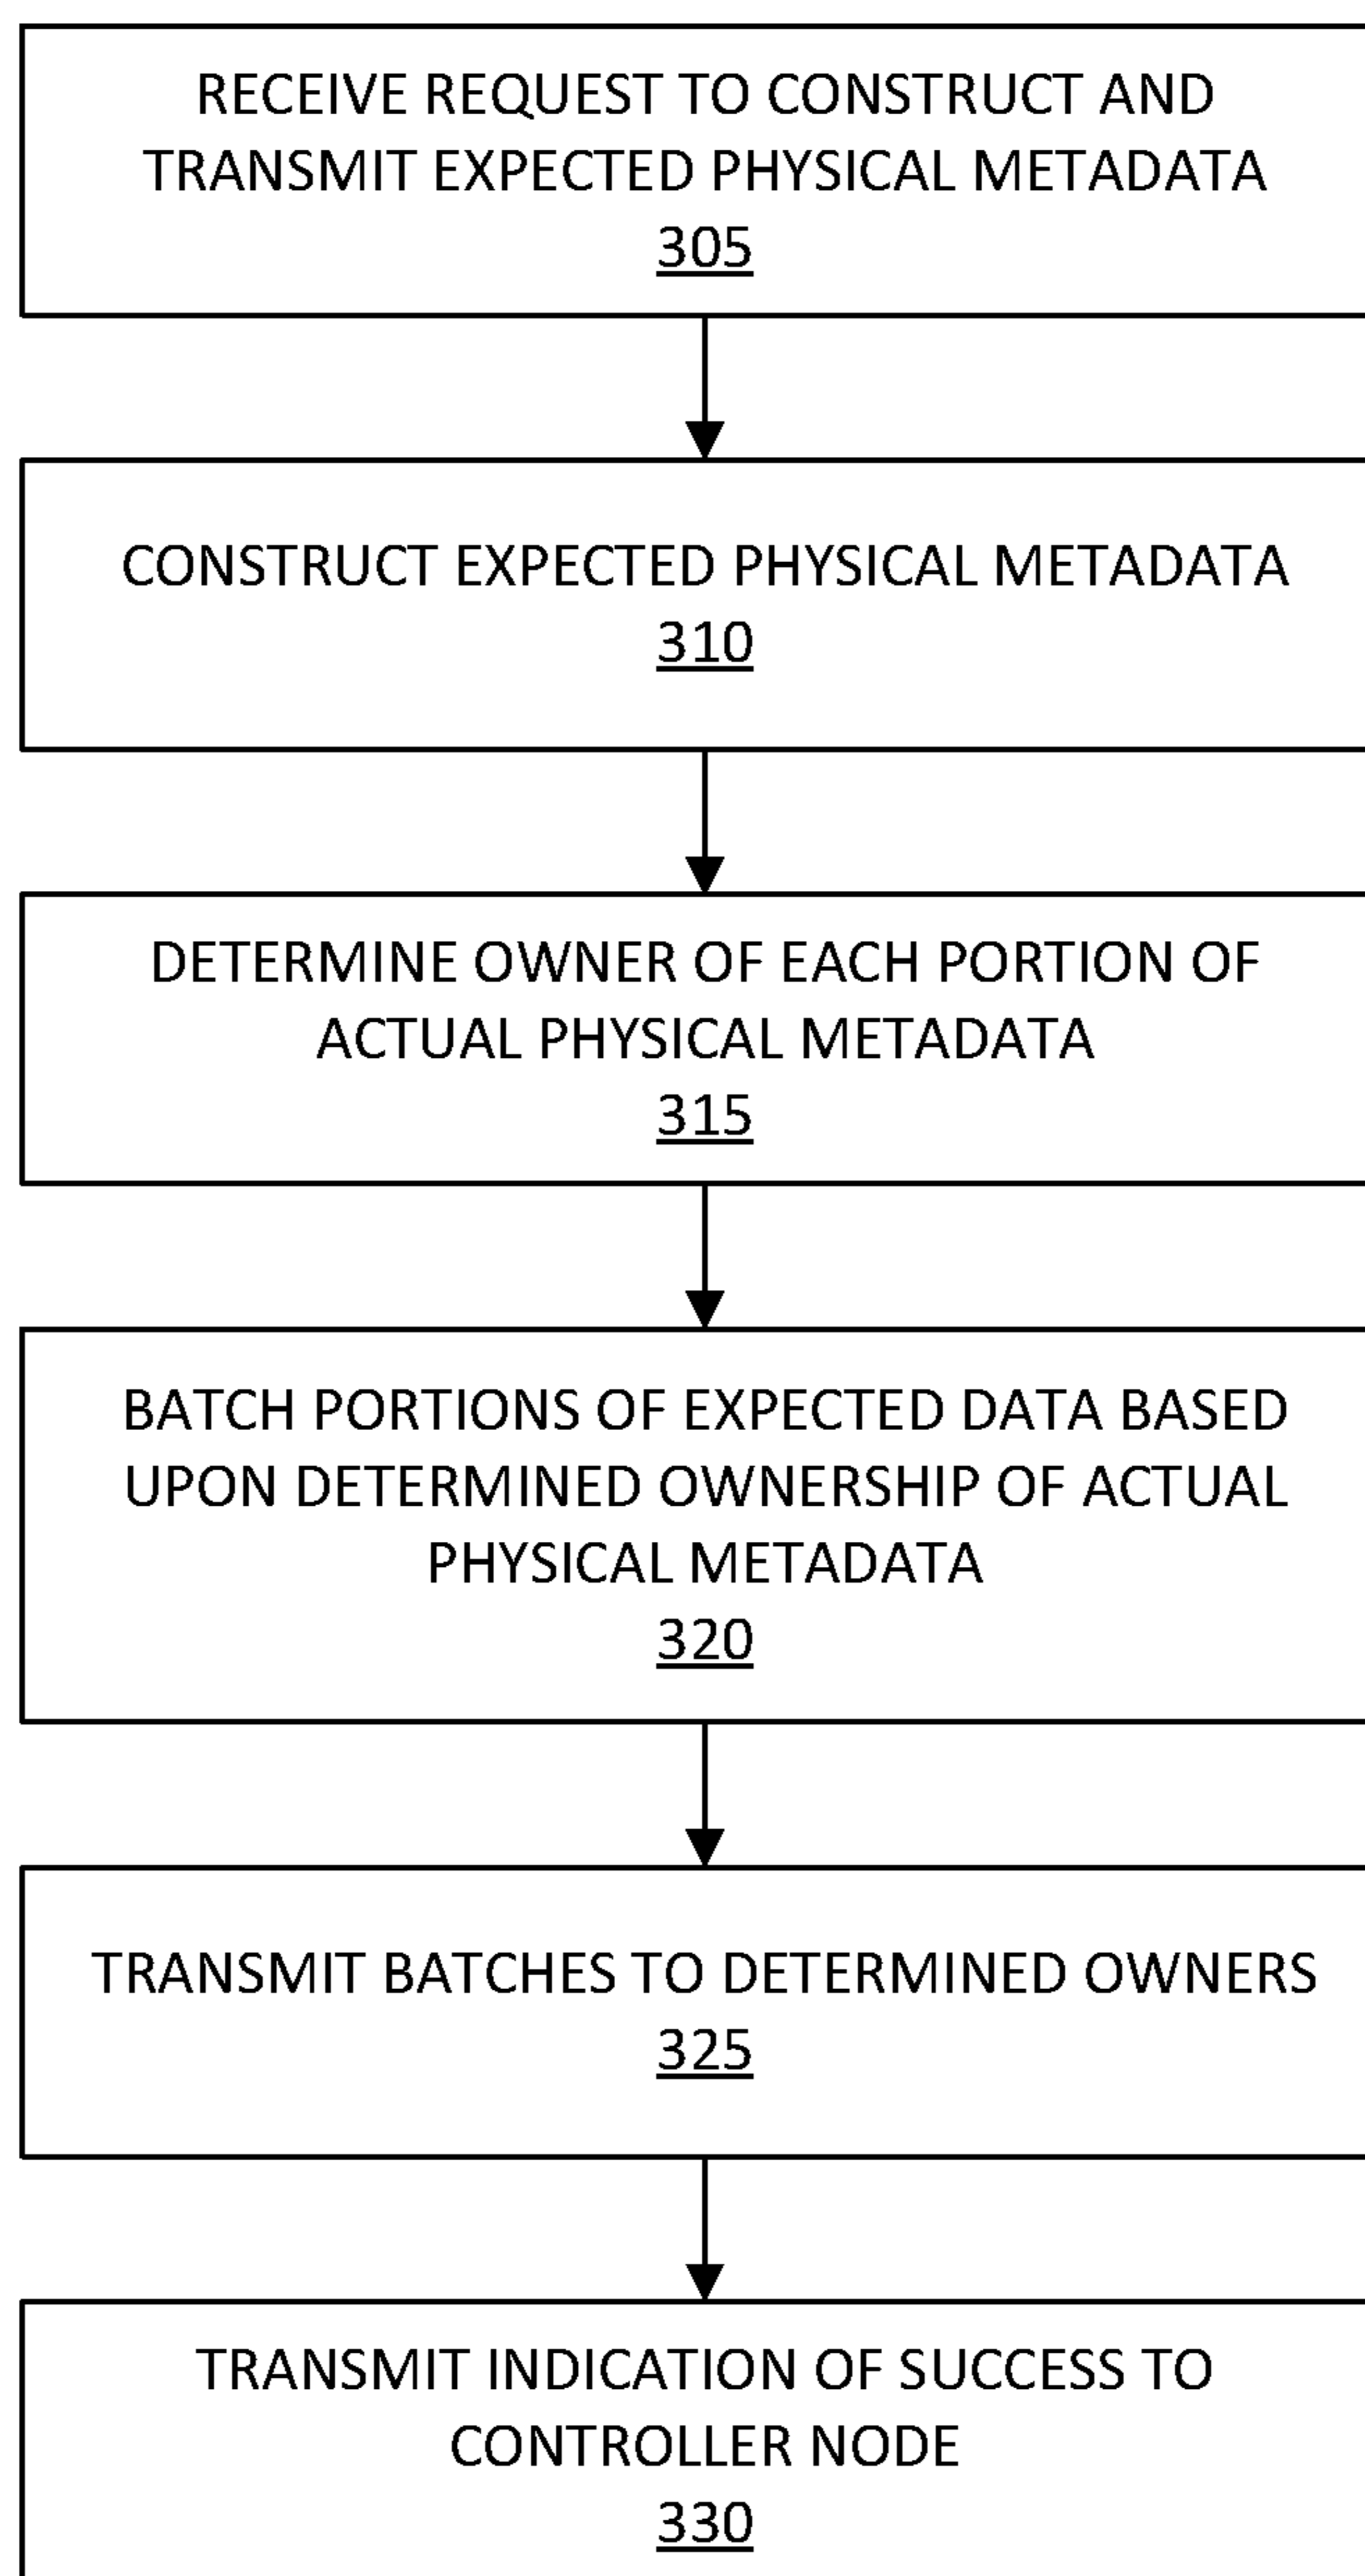 RECEIVE REQUEST TO CONSTRUCT AND
TRANSMIT EXPECTED PHYSICAL METADATA
305
CONSTRUCT EXPECTED PHYSICAL METADATA
310
DETERMINE OWNER OF EACH PORTION OF
ACTUAL PHYSICAL METADATA
315
BATCH PORTIONS OF EXPECTED DATA BASED
UPON DETERMINED OWNERSHIP OF ACTUAL
PHYSICAL METADATA
320
TRANSMIT BATCHES TO DETERMINED OWNERS
325
TRANSMIT INDICATION OF SUCCESS TO
CONTROLLER NODE
330